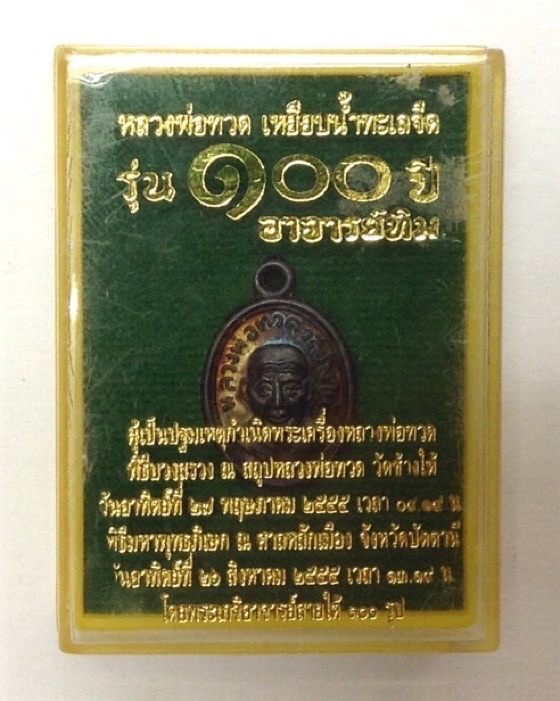 หลวงพ่อทวด เหยียบน้ำทะเลจืด
รุ่น ๑๐๐ ปี
อาจารย์ทิม
หลวงพ่อทวด
ผู้เป็นปฐมเหตุกำเนิดพระเครื่องหลวงพ่อทวด
พิธีบวงสรวง ณ สถูปหลวงพ่อทวด วัดช้างให้
วันอาทิตย์ที่ ๒๗ พฤษภาคม ๒๕๕๕ เวลา ๐๙.๑๙ น.
พิธีมหาพุทธาภิเษก ณ ศาลหลักเมือง จังหวัดปัตตานี
วันอาทิตย์ที่ ๒๖ สิงหาคม ๒๕๕๕ เวลา ๑๓.๑๙ น.
โดยพระเกจิอาจารย์สายใต้ ๑๐๐ รูป